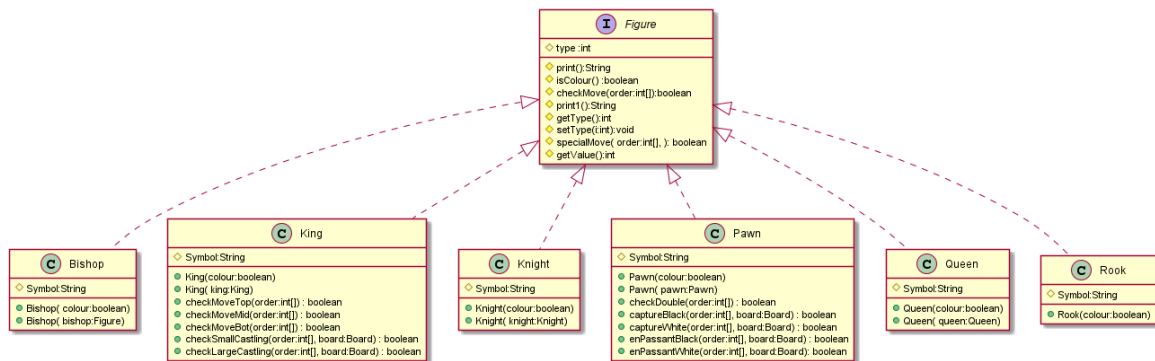 I Figure
type :int
print():String
isColour() :boolean
checkMove(order:int[]):boolean
print1():String
getType():int
setType(i:int):void
specialMove( order:int[], ): boolean
getValue():int
C Bishop
Symbol:String
Bishop( colour:boolean)
Bishop( bishop:Figure)
C King
Symbol:String
King(colour:boolean)
King( king:King)
checkMoveTop(order:int[]) : boolean
checkMoveMid(order:int[]) : boolean
checkMoveBot(order:int[]) : boolean
checkSmallCastling(order:int[], board:Board) : boolean
checkLargeCastling(order:int[], board:Board) : boolean
C Knight
Symbol:String
Knight(colour:boolean)
Knight( knight:Knight)
C Pawn
Symbol:String
Pawn(colour:boolean)
Pawn( pawn:Pawn)
checkDouble(order:int[]) : boolean
captureBlack(order:int[], board:Board) : boolean
captureWhite(order:int[], board:Board) : boolean
enPassantBlack(order:int[], board:Board) : boolean
enPassantWhite(order:int[], board:Board): boolean
C Queen
Symbol:String
Queen(colour:boolean)
Queen( queen:Queen)
C Rook
Symbol:String
Rook(colour:boolean)